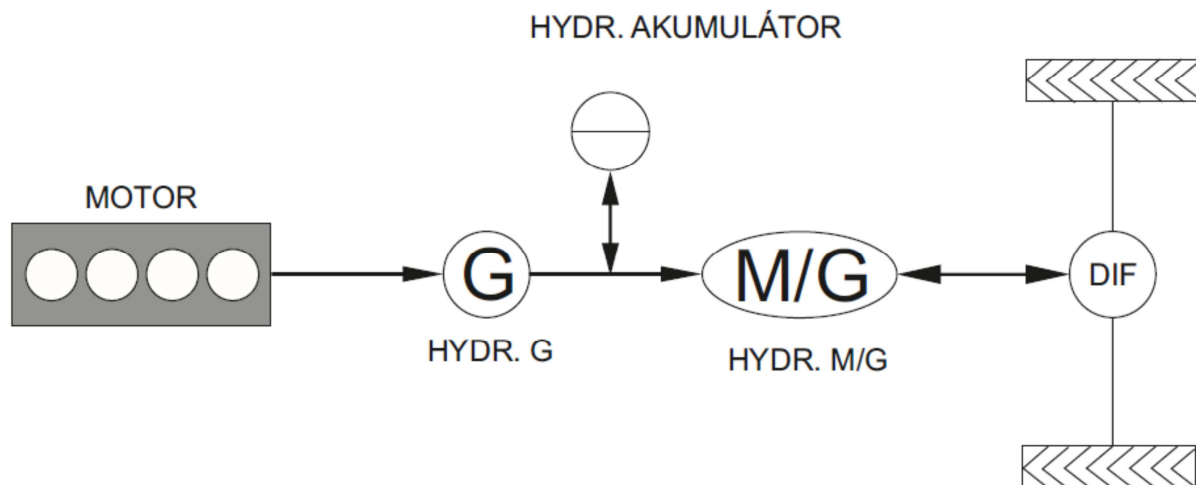 HYDR. AKUMULÁTOR
MOTOR
G
M/G
DIF
HYDR. G
HYDR. M/G